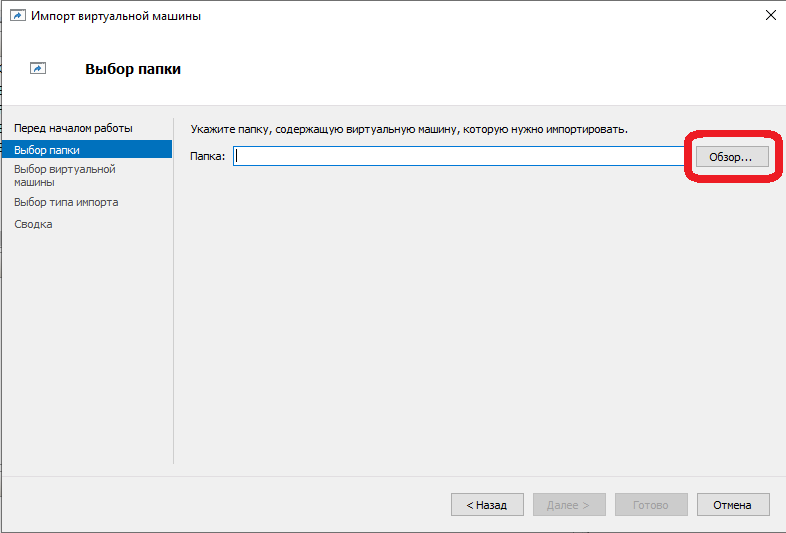 Импорт виртуальной машины
Выбор папки
Перед началом работы
Выбор папки
Выбор виртуальной
машины
Выбор типа импорта
Сводка
Укажите папку, содержащую виртуальную машину, которую нужно импортировать.
Папка:
Обзор...
< Назад
Далее >
Готово
Отмена